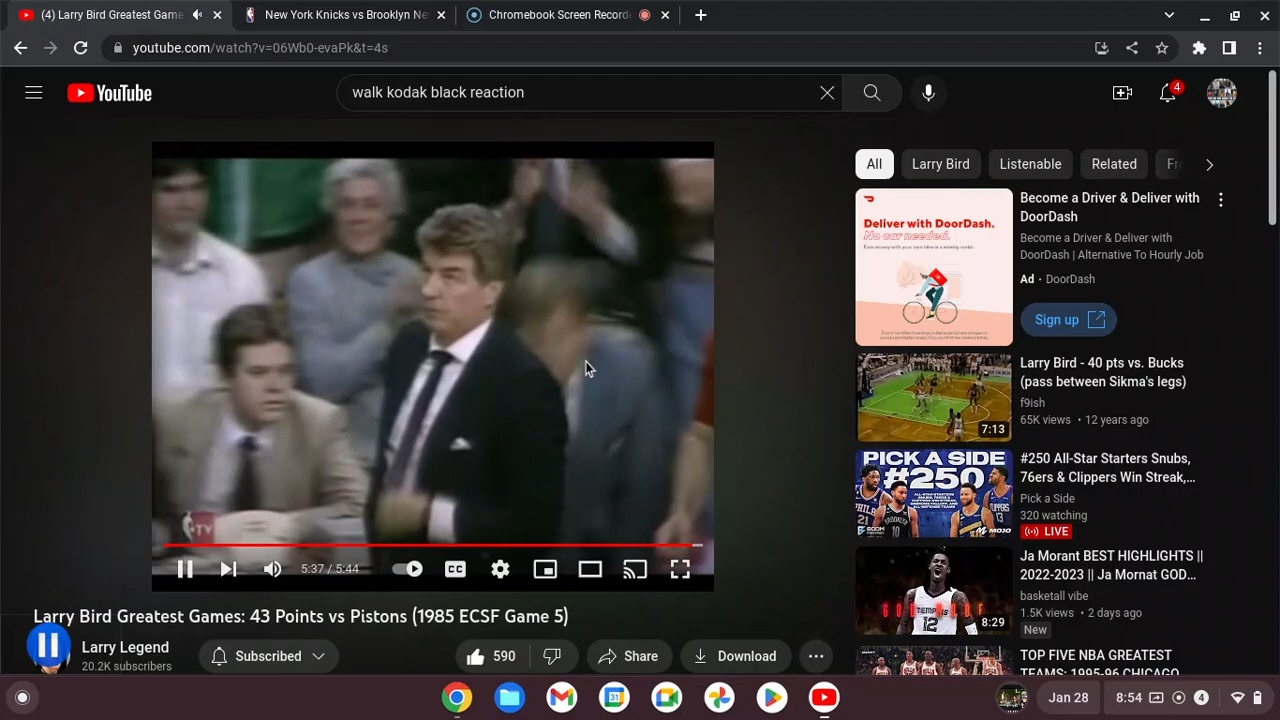 (4) Larry Bird Greatest Game
New York Knicks vs Brooklyn Ne
Chromebook Screen Record
youtube.com/watch?v=06Wb0-evaPk&t=4s
YouTube
walk kodak black reaction
4
All
Larry Bird
Listenable
Related
Fr
Deliver with DoorDash.
No car needed.
Become a Driver & Deliver with
DoorDash
Become a Driver & Deliver with
DoorDash | Alternative To Hourly Job
Ad • DoorDash
Sign up
Larry Bird - 40 pts vs. Bucks
(pass between Sikma's legs)
f9ish
65K views • 12 years ago
7:13
PICK A SIDE
#250
#250 All-Star Starters Snubs,
76ers & Clippers Win Streak,...
Pick a Side
320 watching
LIVE
Ja Morant BEST HIGHLIGHTS ||
2022-2023 || Ja Mornat GOD...
basketall vibe
1.5K views • 2 days ago
New
MEMPHIS
12
8:29
TOP FIVE NBA GREATEST
TEAMS: 1995-96 CHICAGO
5:37 / 5:44
CC
Larry Bird Greatest Game - 43 Points vs Pistons (1985 ECSF Game 5)
Larry Legend
20.2K subscribers
Subscribed
590
Share
Download
31
Jan 28
8:54
4